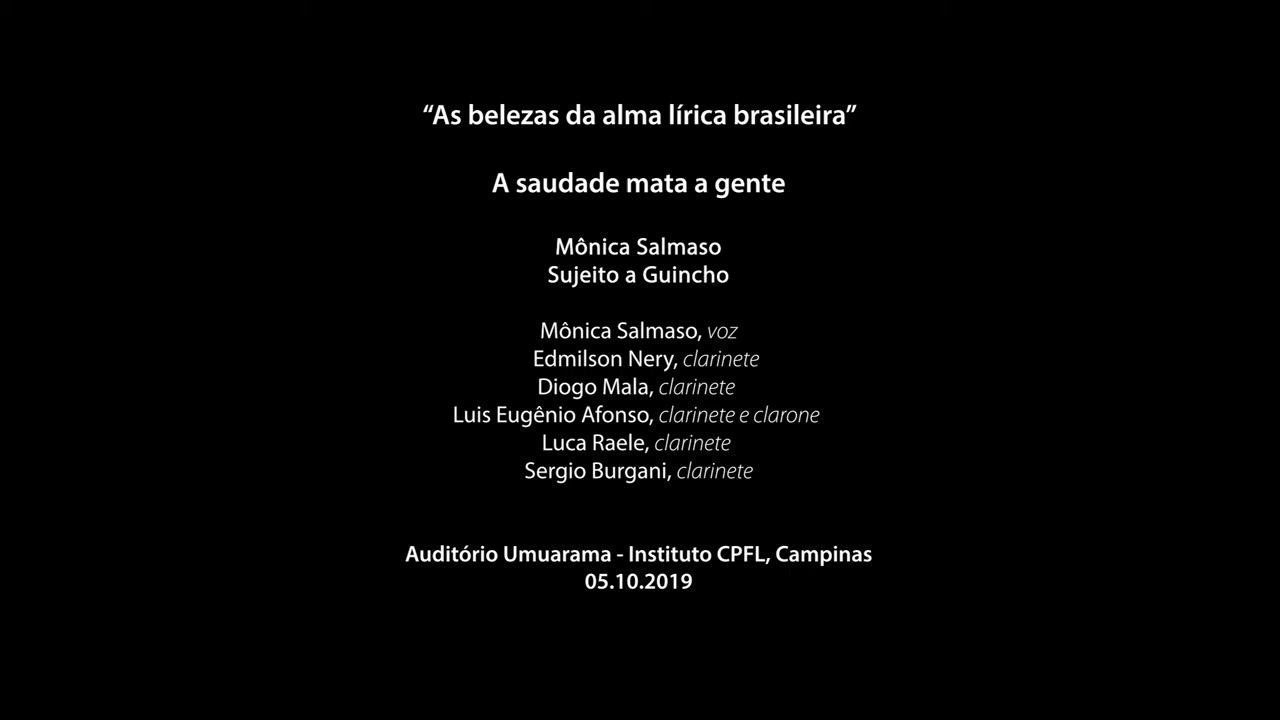 “As belezas da alma lírica brasileira”
A saudade mata a gente
Mônica Salmaso
Sujeito a Guincho
Mônica Salmaso, voz
Edmilson Nery, clarinete
Diogo Mala, clarinete
Luis Eugênio Afonso, clarinete e clarone
Luca Raele, clarinete
Sergio Burgani, clarinete
Auditório Umuarama - Instituto CPFL, Campinas
05.10.2019